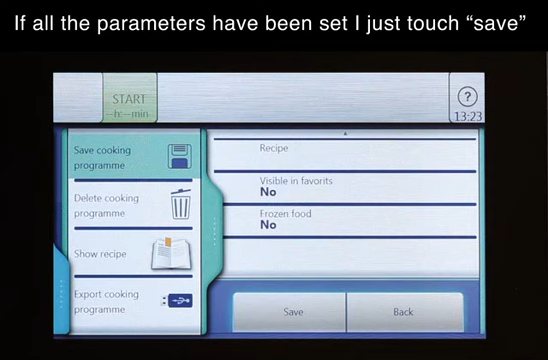 If all the parameters have been set I just touch “save”
START
--h:--min
?
13:23
Save cooking
programme
Delete cooking
programme
Show recipe
Export cooking
programme
Recipe
Visible in favorits
No
Frozen food
No
Save
Back